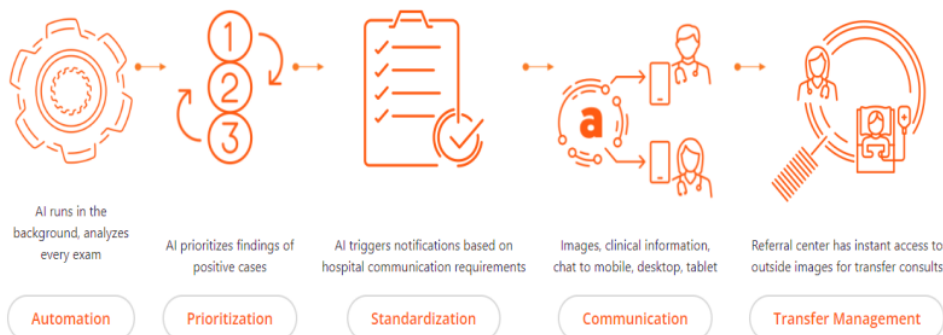 1
2
3
a
AI runs in the
background, analyzes
every exam
AI prioritizes findings of
positive cases
AI triggers notifications based on
hospital communication requirements
Images, clinical information,
chat to mobile, desktop, tablet
Referral center has instant access to
outside images for transfer consults
Automation
Prioritization
Standardization
Communication
Transfer Management